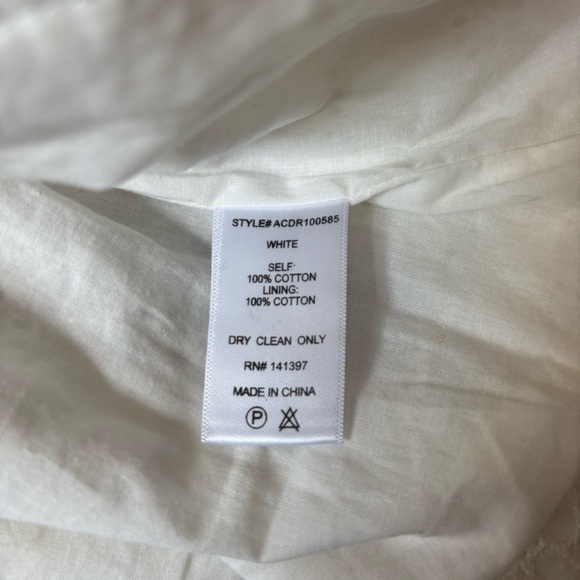 STYLE# ACDR100585
WHITE
SELF:
100% COTTON
LINING:
100% COTTON
DRY CLEAN ONLY
RN# 141397
MADE IN CHINA
P